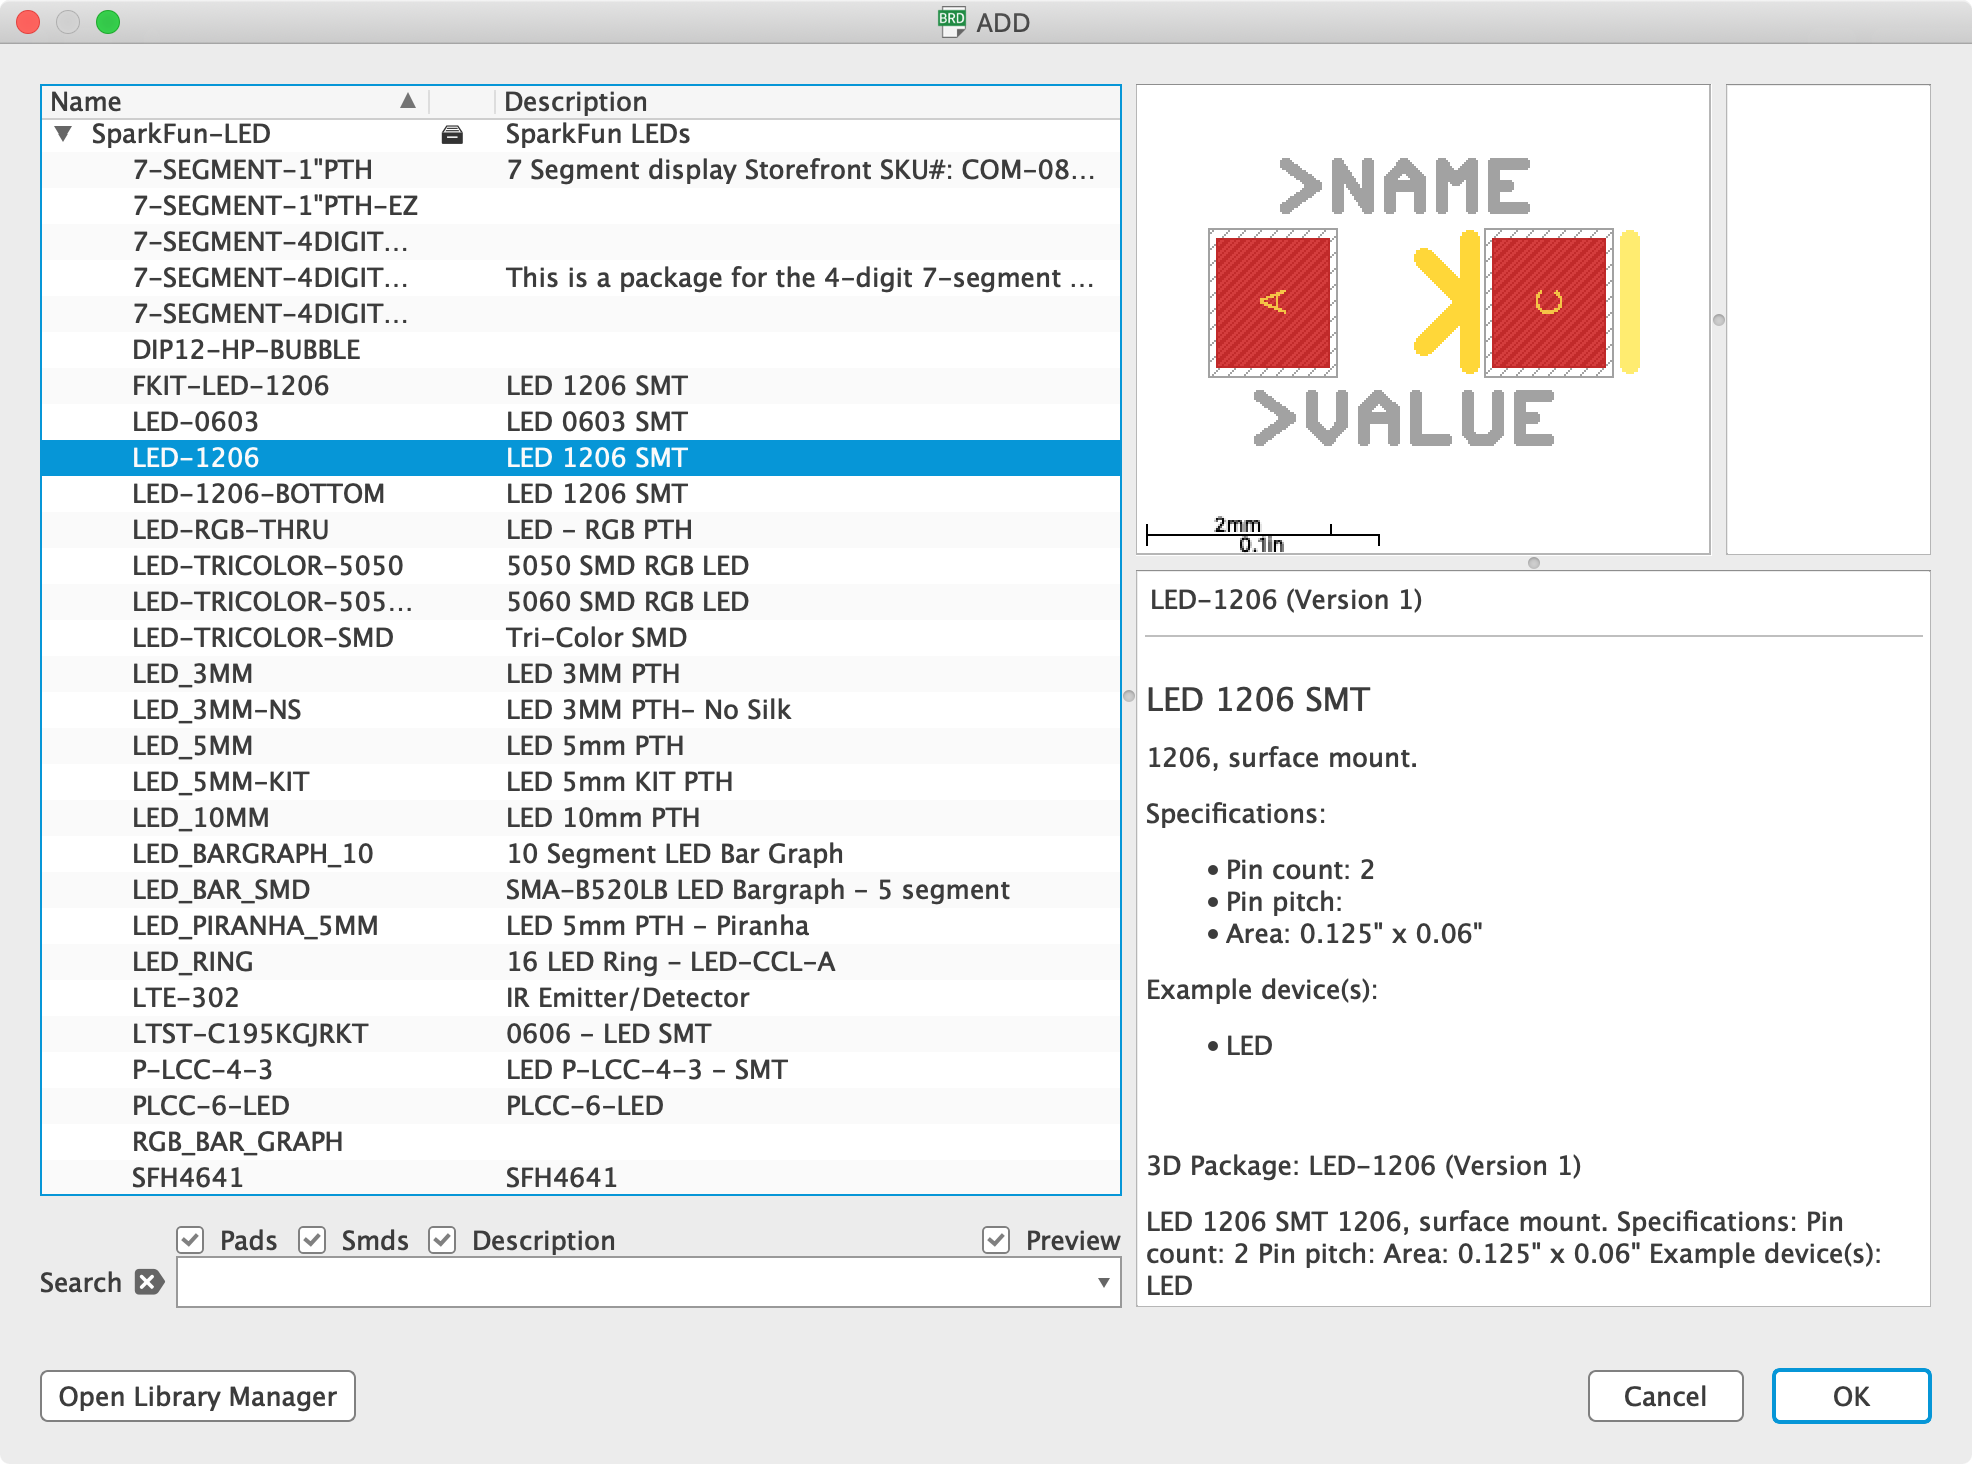 BRD ADD
Name Description
SparkFun-LED SparkFun LEDs
7-SEGMENT-1"PTH 7 Segment display Storefront SKU#: COM-08...
7-SEGMENT-1"PTH-EZ
7-SEGMENT-4DIGIT...
7-SEGMENT-4DIGIT... This is a package for the 4-digit 7-segment ...
7-SEGMENT-4DIGIT...
DIP12-HP-BUBBLE
FKIT-LED-1206 LED 1206 SMT
LED-0603 LED 0603 SMT
LED-1206 LED 1206 SMT
LED-1206-BOTTOM LED 1206 SMT
LED-RGB-THRU LED - RGB PTH
LED-TRICOLOR-5050 5050 SMD RGB LED
LED-TRICOLOR-505... 5060 SMD RGB LED
LED-TRICOLOR-SMD Tri-Color SMD
LED_3MM LED 3MM PTH
LED_3MM-NS LED 3MM PTH- No Silk
LED_5MM LED 5mm PTH
LED_5MM-KIT LED 5mm KIT PTH
LED_10MM LED 10mm PTH
LED_BARGRAPH_10 10 Segment LED Bar Graph
LED_BAR_SMD SMA-B520LB LED Bargraph - 5 segment
LED_PIRANHA_5MM LED 5mm PTH - Piranha
LED_RING 16 LED Ring - LED-CCL-A
LTE-302 IR Emitter/Detector
LTST-C195KGJRKT 0606 - LED SMT
P-LCC-4-3 LED P-LCC-4-3 - SMT
PLCC-6-LED PLCC-6-LED
RGB_BAR_GRAPH
SFH4641 SFH4641
Pads Smds Description Preview
Search
Open Library Manager
>NAME
A C
>VALUE
2mm
0.1in
LED-1206 (Version 1)
LED 1206 SMT
1206, surface mount.
Specifications:
• Pin count: 2
• Pin pitch:
• Area: 0.125" x 0.06"
Example device(s):
• LED
3D Package: LED-1206 (Version 1)
LED 1206 SMT 1206, surface mount. Specifications: Pin
count: 2 Pin pitch: Area: 0.125" x 0.06" Example device(s):
LED
Cancel OK